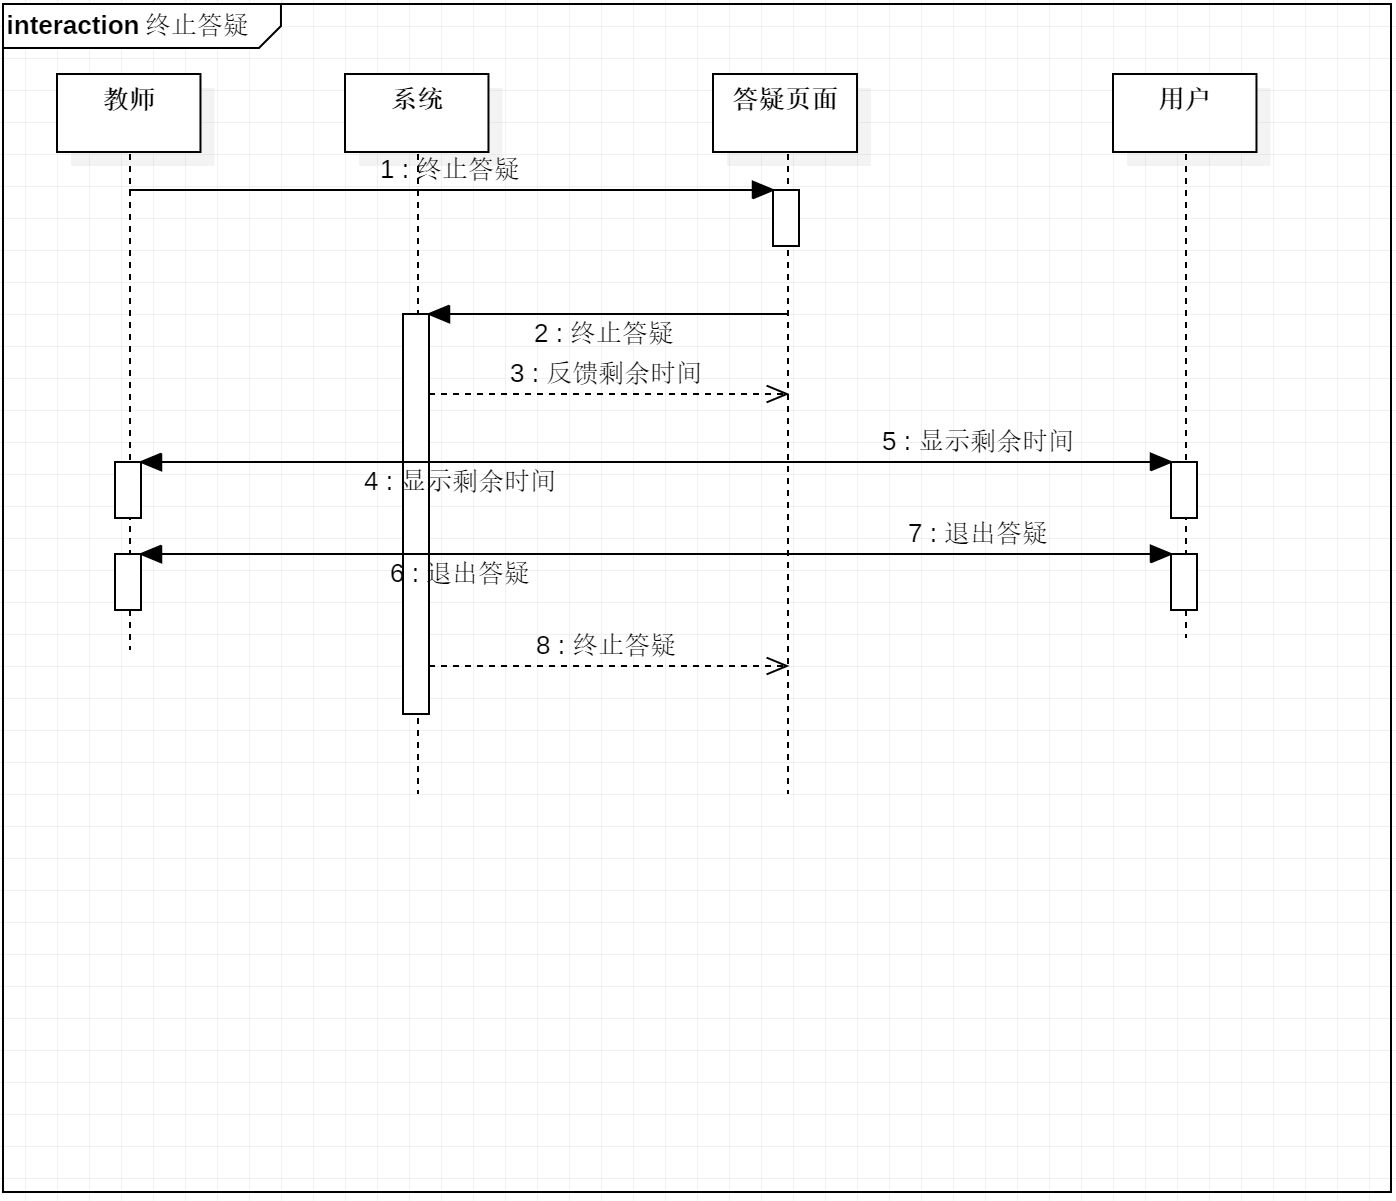 interaction 终止答疑
教师
系统
答疑页面
用户
1 : 终止答疑
2 : 终止答疑
3 : 反馈剩余时间
5 : 显示剩余时间
4 : 显示剩余时间
7 : 退出答疑
6 : 退出答疑
8 : 终止答疑